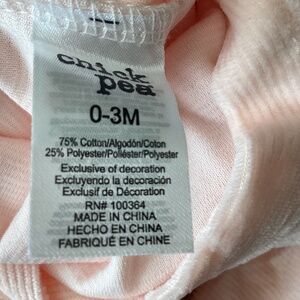 chick
pea
0-3M
75% Cotton/Algodón/Coton
25% Polyester/Poliéster/Polyester
Exclusive of decoration
Excluyendo la decoración
Exclusif de Décoration
RN# 100364
MADE IN CHINA
HECHO EN CHINA
FABRIQUÉ EN CHINE